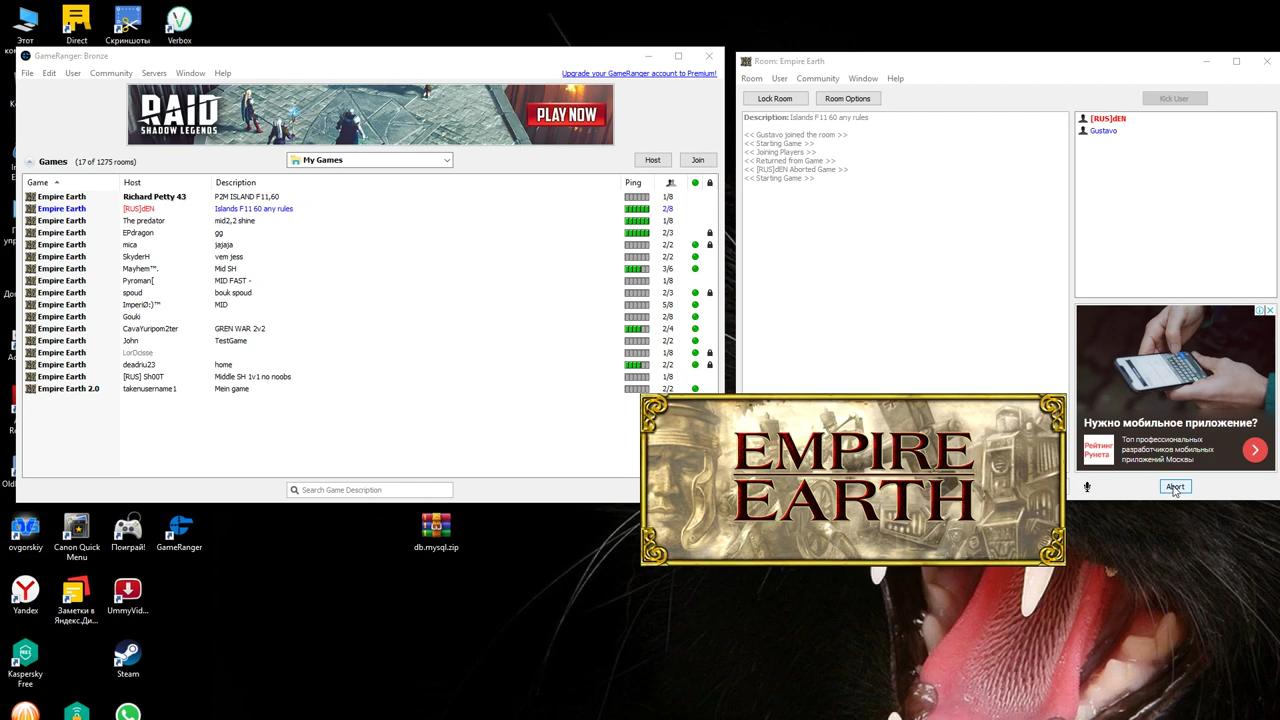 Этот
Direct
Скриншоты
Verbox
GameRanger: Bronze
File Edit User Community Servers Window Help
Upgrade your GameRanger account to Premium!
RAID
SHADOW LEGENDS
PLAY NOW
Games (17 of 1275 rooms)
My Games
Host
Join
Game Host Description Ping
Empire Earth Richard Petty 43 P2M ISLAND F11,60 1/8
Empire Earth [RUS]dEN Islands F11 60 any rules 2/8
Empire Earth The predator mid2,2 shine 1/8
Empire Earth EPdragon gg 2/3
Empire Earth mica jajaja 2/2
Empire Earth SkyderH vem jess 2/2
Empire Earth Mayhem™. Mid SH 3/6
Empire Earth Pyroman[ MID FAST - 1/8
Empire Earth spoud bouk spoud 2/3
Empire Earth ImperiØ:)™ MID 5/8
Empire Earth Gouki 2/8
Empire Earth CavaYuripom2ter GREN WAR 2v2 2/4
Empire Earth John TestGame 2/2
Empire Earth LorDcisse 1/8
Empire Earth deadriu23 home 2/2
Empire Earth [RUS] Sh00T Middle SH 1v1 no noobs 1/8
Empire Earth 2.0 takenusername1 Mein game 2/2
Search Game Description
Room: Empire Earth
Room User Community Window Help
Lock Room
Room Options
Kick User
Description: Islands F11 60 any rules
<< Gustavo joined the room >>
<< Starting Game >>
<< Joining Players >>
<< Returned from Game >>
<< [RUS]dEN Aborted Game >>
<< Starting Game >>
[RUS]dEN
Gustavo
Нужно мобильное приложение?
Рейтинг
Рунета
Топ профессиональных
разработчиков мобильных
приложений Москвы
Abort
EMPIRE
EARTH
ovgorskiy
Canon Quick
Menu
Поиграй!
GameRanger
db.mysql.zip
Yandex
Заметки в
Яндекс.Ди...
UmmyVid...
Kaspersky
Free
Steam